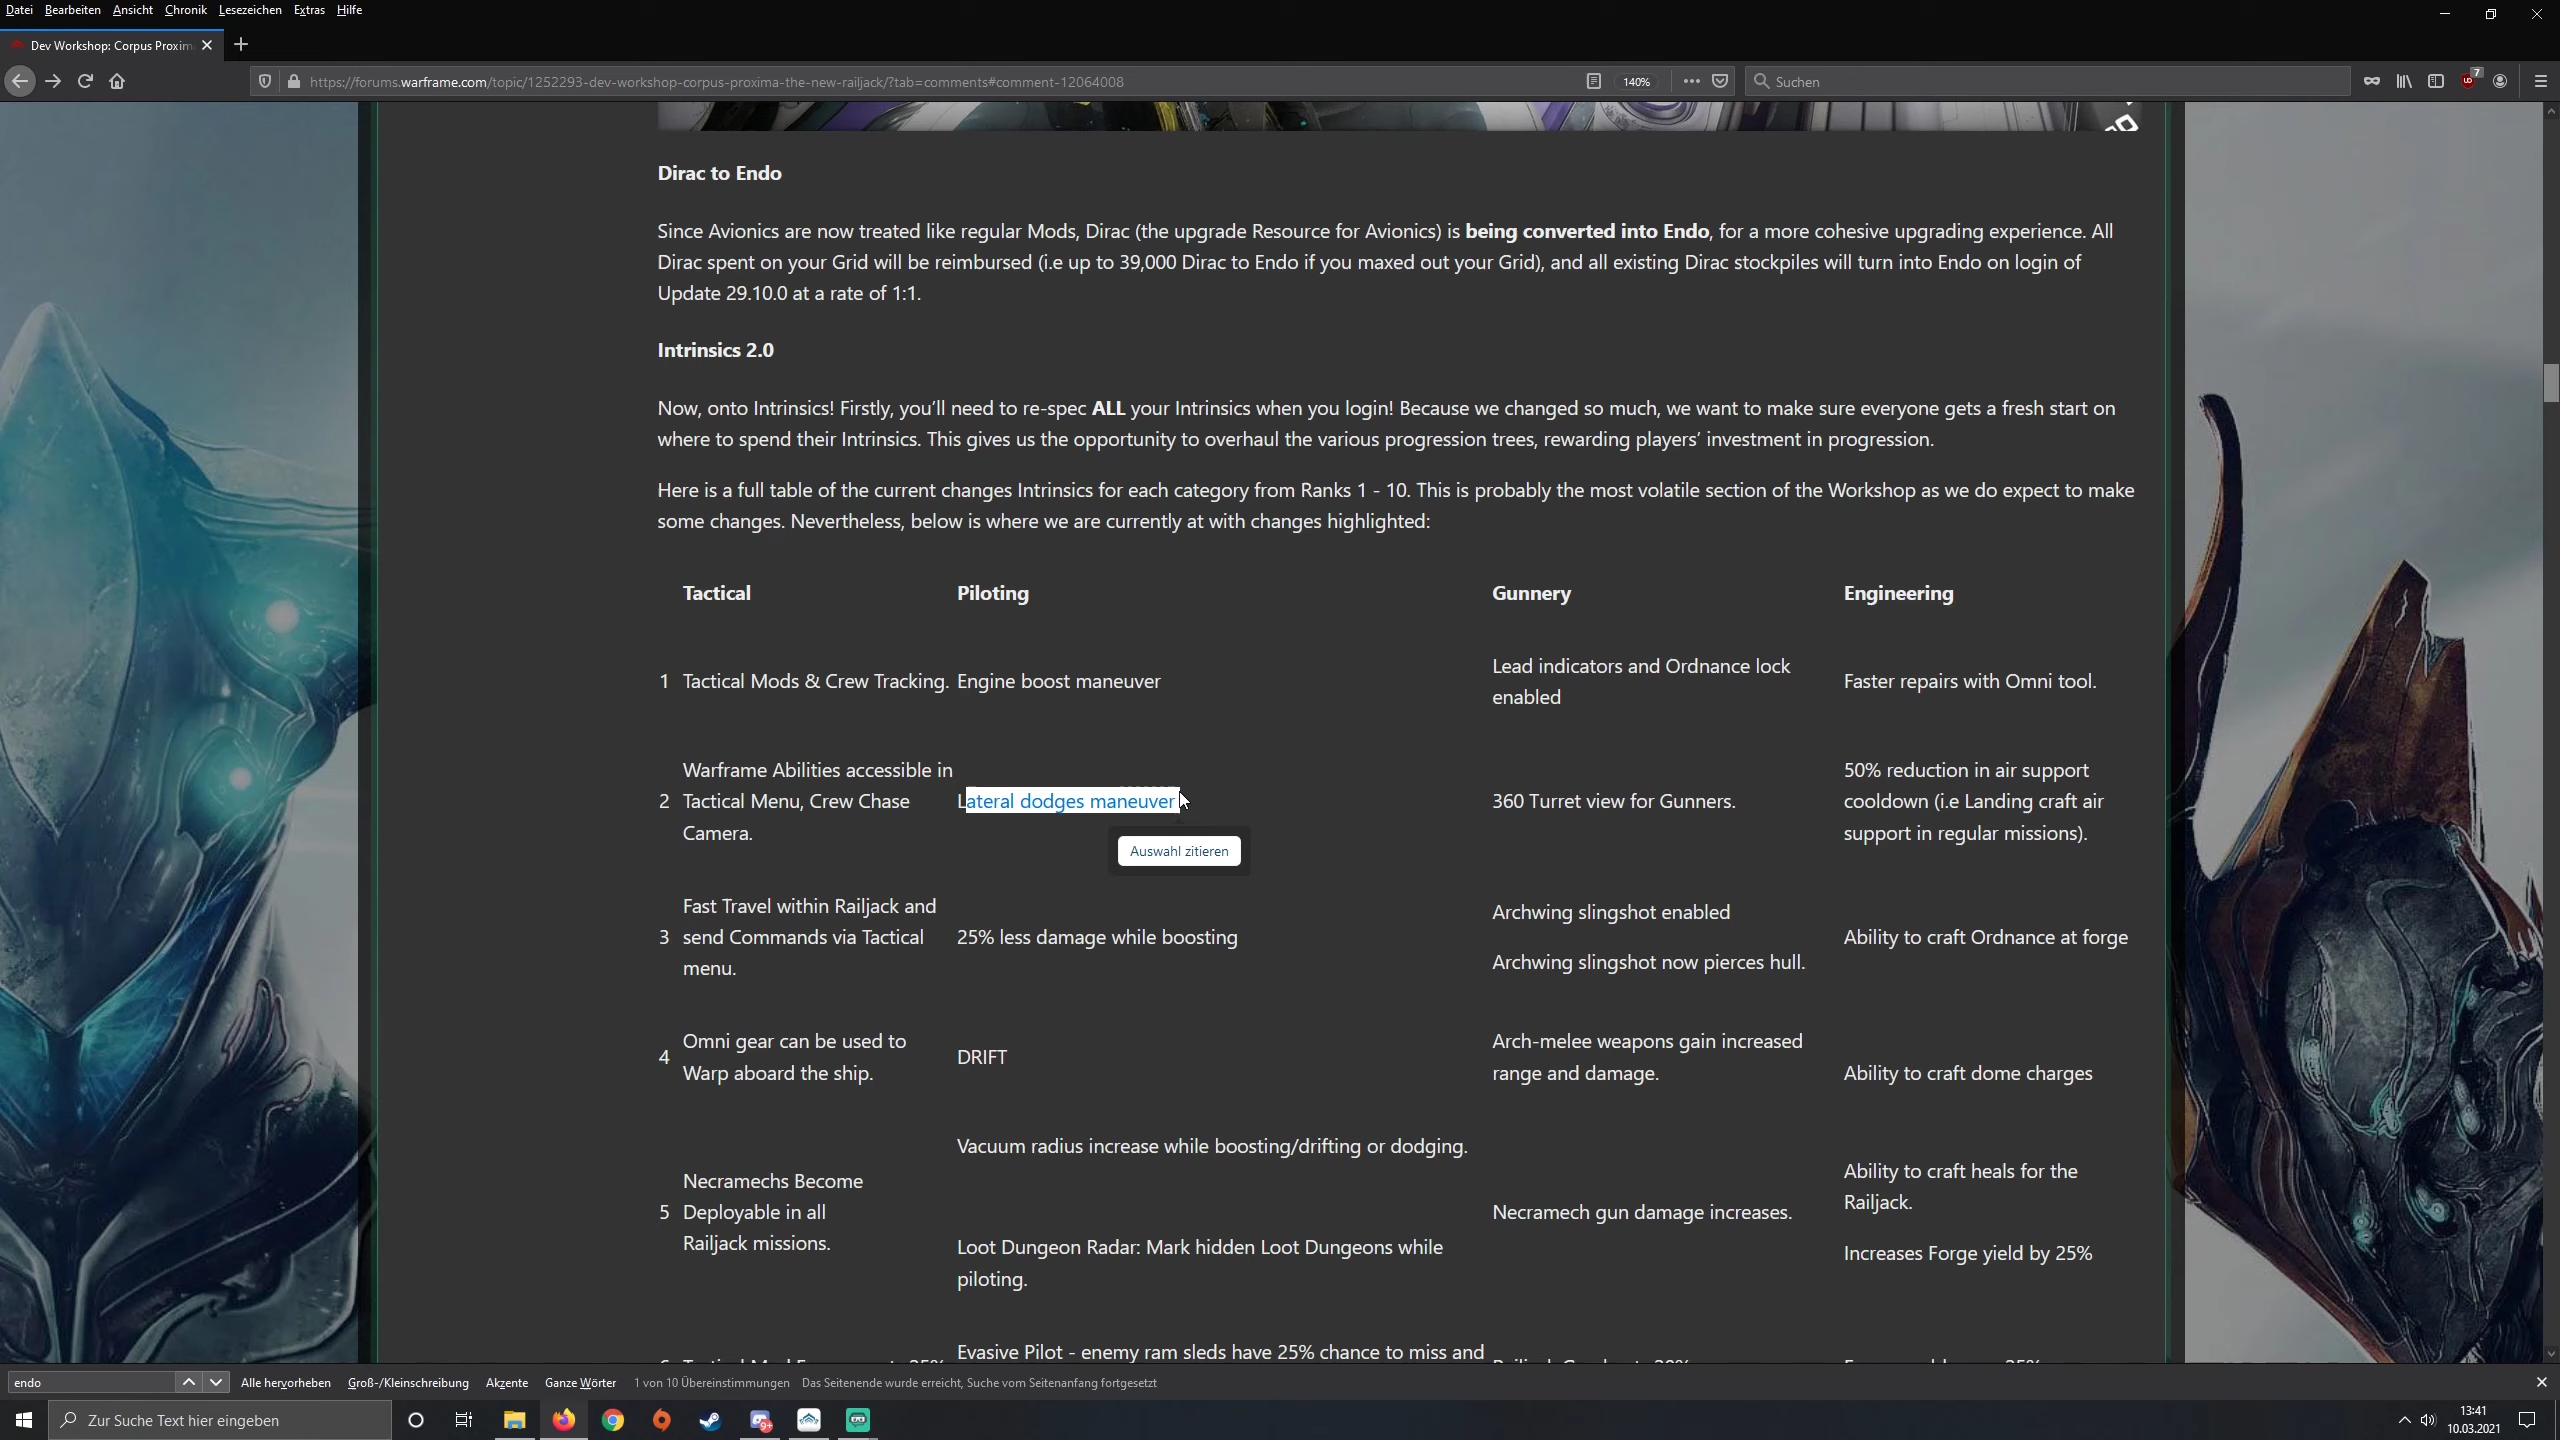 Datei Bearbeiten Ansicht Chronik Lesezeichen Extras Hilfe
Dev Workshop: Corpus Proxim
https://forums.warframe.com/topic/1252293-dev-workshop-corpus-proxima-the-new-railjack/?tab=comments#comment-12064008
140%
Suchen
7
Dirac to Endo
Since Avionics are now treated like regular Mods, Dirac (the upgrade Resource for Avionics) is being converted into Endo, for a more cohesive upgrading experience. All
Dirac spent on your Grid will be reimbursed (i.e up to 39,000 Dirac to Endo if you maxed out your Grid), and all existing Dirac stockpiles will turn into Endo on login of
Update 29.10.0 at a rate of 1:1.
Intrinsics 2.0
Now, onto Intrinsics! Firstly, you'll need to re-spec ALL your Intrinsics when you login! Because we changed so much, we want to make sure everyone gets a fresh start on
where to spend their Intrinsics. This gives us the opportunity to overhaul the various progression trees, rewarding players' investment in progression.
Here is a full table of the current changes Intrinsics for each category from Ranks 1 - 10. This is probably the most volatile section of the Workshop as we do expect to make
some changes. Nevertheless, below is where we are currently at with changes highlighted:
Tactical Piloting Gunnery Engineering
1 Tactical Mods & Crew Tracking. Engine boost maneuver
Lead indicators and Ordnance lock
enabled
Faster repairs with Omni tool.
2
Warframe Abilities accessible in
Tactical Menu, Crew Chase
Camera.
Lateral dodges maneuver
Auswahl zitieren
360 Turret view for Gunners.
50% reduction in air support
cooldown (i.e Landing craft air
support in regular missions).
3
Fast Travel within Railjack and
send Commands via Tactical
menu.
25% less damage while boosting
Archwing slingshot enabled
Archwing slingshot now pierces hull.
Ability to craft Ordnance at forge
4
Omni gear can be used to
Warp aboard the ship.
DRIFT
Arch-melee weapons gain increased
range and damage.
Ability to craft dome charges
5
Necramechs Become
Deployable in all
Railjack missions.
Vacuum radius increase while boosting/drifting or dodging.
Loot Dungeon Radar: Mark hidden Loot Dungeons while
piloting.
Necramech gun damage increases.
Ability to craft heals for the
Railjack.
Increases Forge yield by 25%
Evasive Pilot - enemy ram sleds have 25% chance to miss and
endo
Alle hervorheben Groß-/Kleinschreibung Akzente Ganze Wörter 1 von 10 Übereinstimmungen Das Seitenende wurde erreicht, Suche vom Seitenanfang fortgesetzt
Zur Suche Text hier eingeben
9+
13:41
10.03.2021